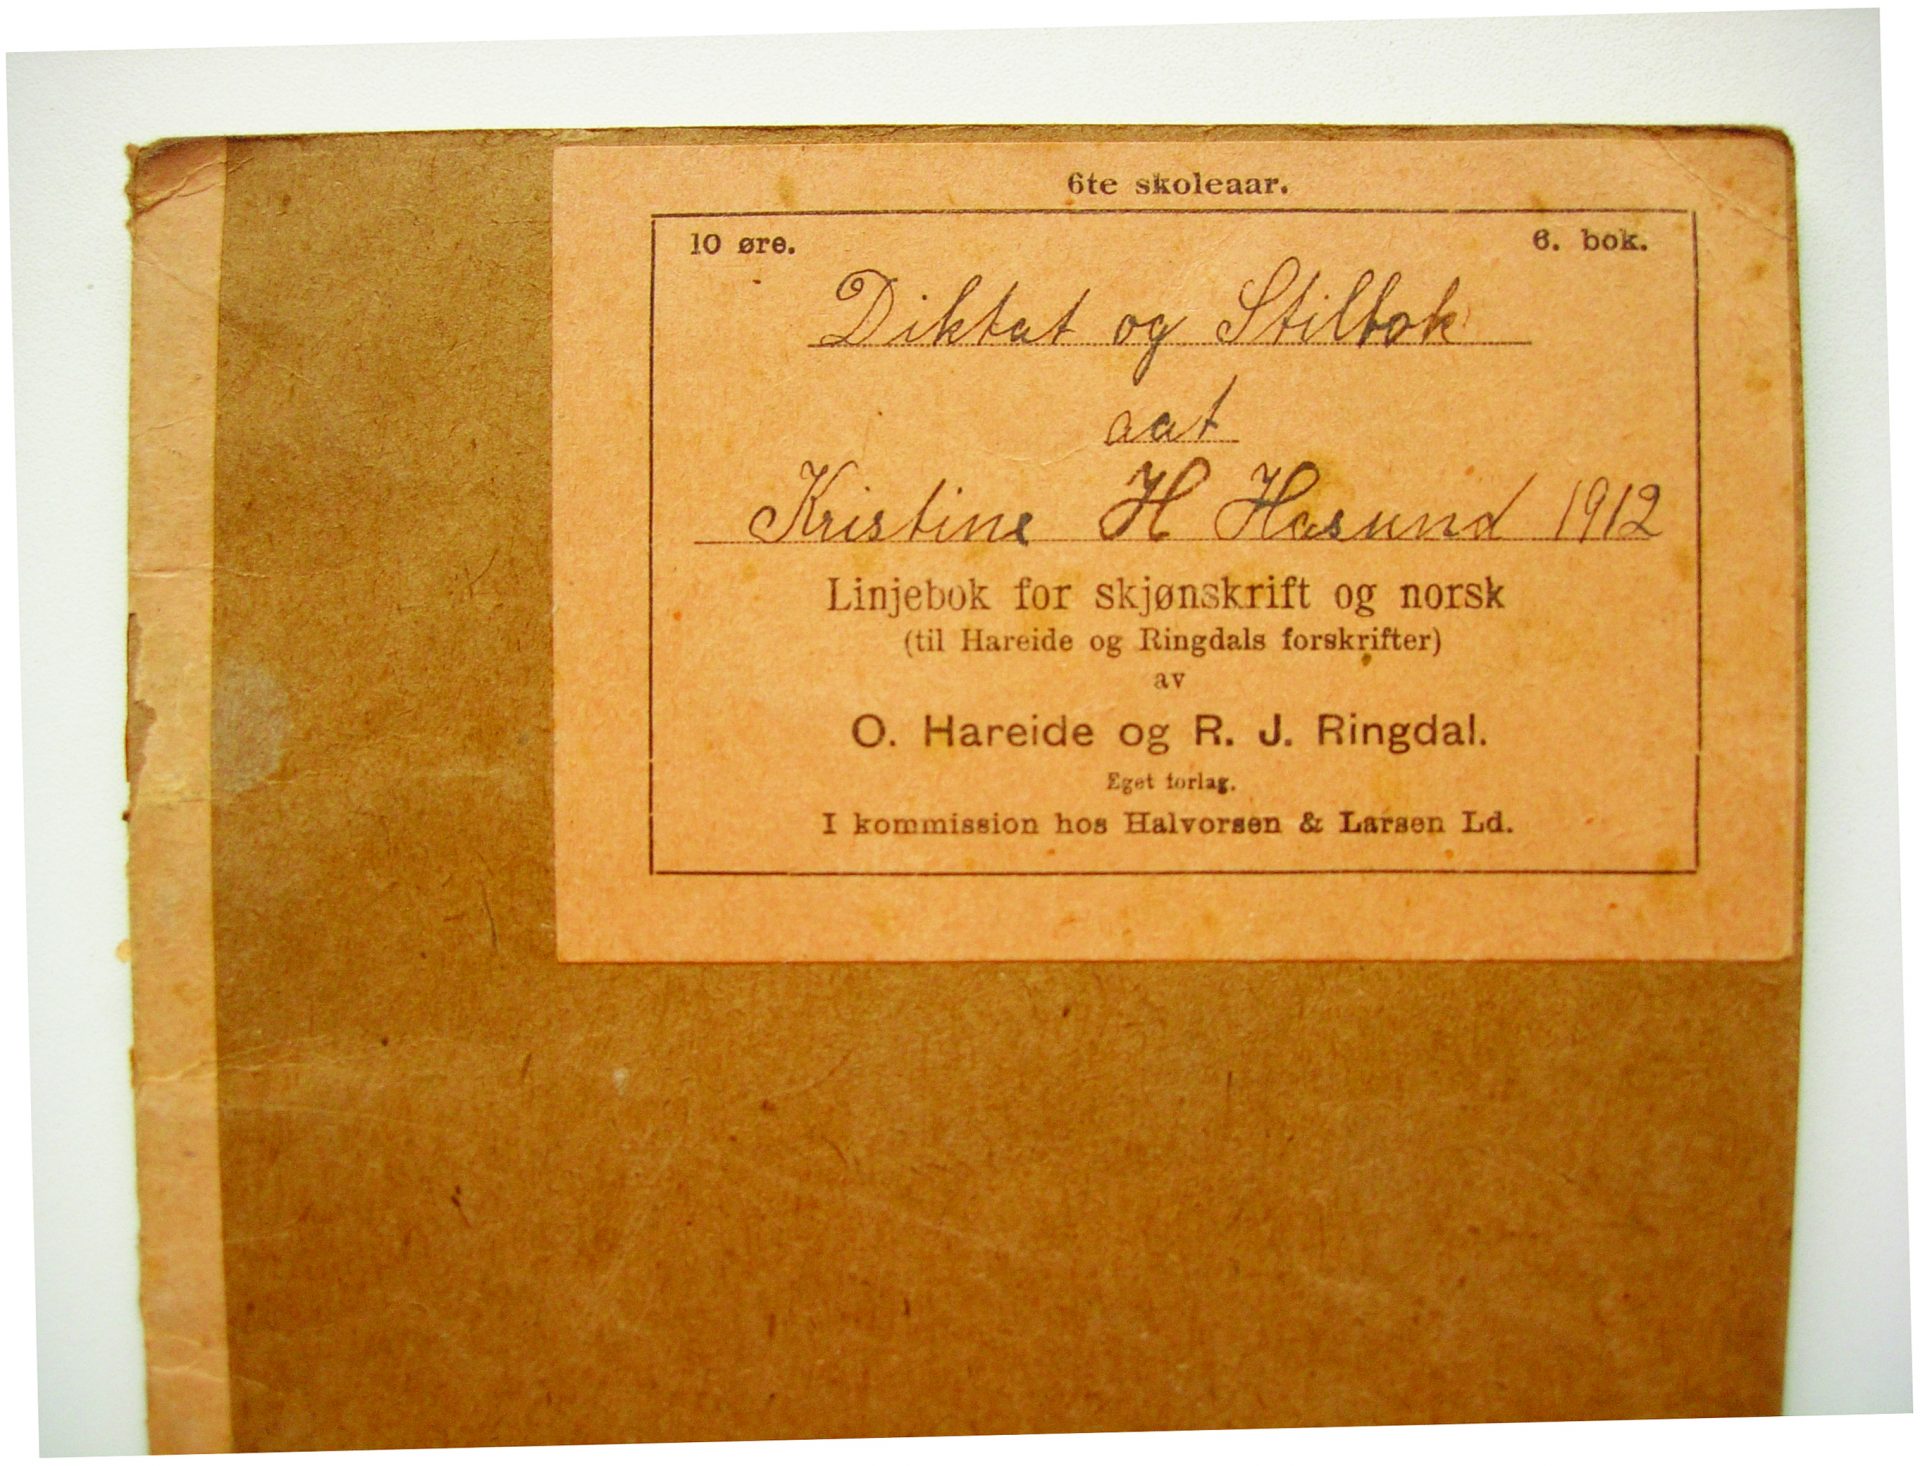 6te skoleaar.
10 øre. 6. bok.
Diktat og Stilbok
aat
Kristine H Hasund 1912
Linjebok for skjønskrift og norsk
(til Hareide og Ringdals forskrifter)
av
O. Hareide og R. J. Ringdal.
Eget forlag.
I kommission hos Halvorsen & Larsen Ld.